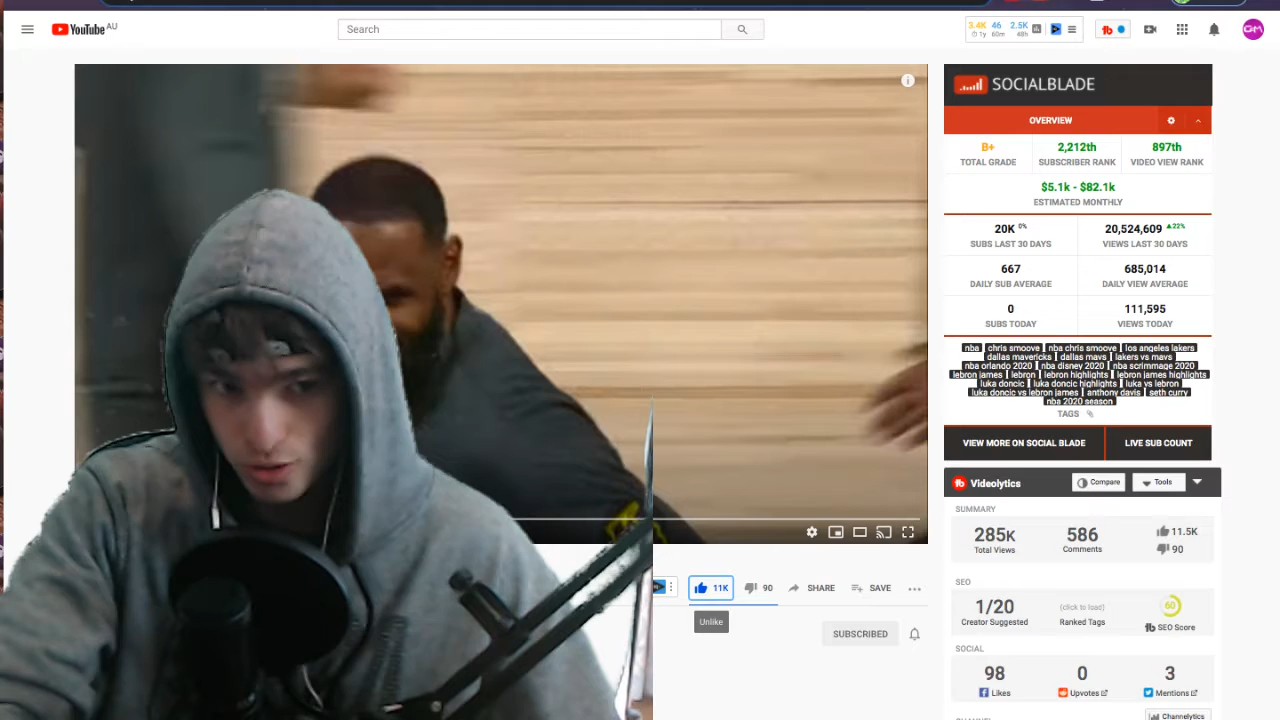 YouTube AU
Search
3.4K 46 2.5K
1y 60m 48h
GM
SOCIALBLADE
OVERVIEW
B+ 2,212th 897th
TOTAL GRADE SUBSCRIBER RANK VIDEO VIEW RANK
$5.1k - $82.1k
ESTIMATED MONTHLY
20K 0% 20,524,609 ▲22%
SUBS LAST 30 DAYS VIEWS LAST 30 DAYS
667 685,014
DAILY SUB AVERAGE DAILY VIEW AVERAGE
0 111,595
SUBS TODAY VIEWS TODAY
nba chris smoove nba chris smoove los angeles lakers
dallas mavericks dallas mavs lakers vs mavs
nba orlando 2020 nba disney 2020 nba scrimmage 2020
lebron james lebron lebron highlights lebron james highlights
luka doncic luka doncic highlights luka vs lebron
luka doncic vs lebron james anthony davis seth curry
nba 2020 season
TAGS
VIEW MORE ON SOCIAL BLADE LIVE SUB COUNT
tb Videolytics Compare Tools
SUMMARY
285K 586 11.5K
Total Views Comments 90
SEO
1/20 (click to load) 60
Creator Suggested Ranked Tags tb SEO Score
SOCIAL
98 0 3
Likes Upvotes Mentions
Channelytics
11K 90 SHARE SAVE
Unlike
SUBSCRIBED